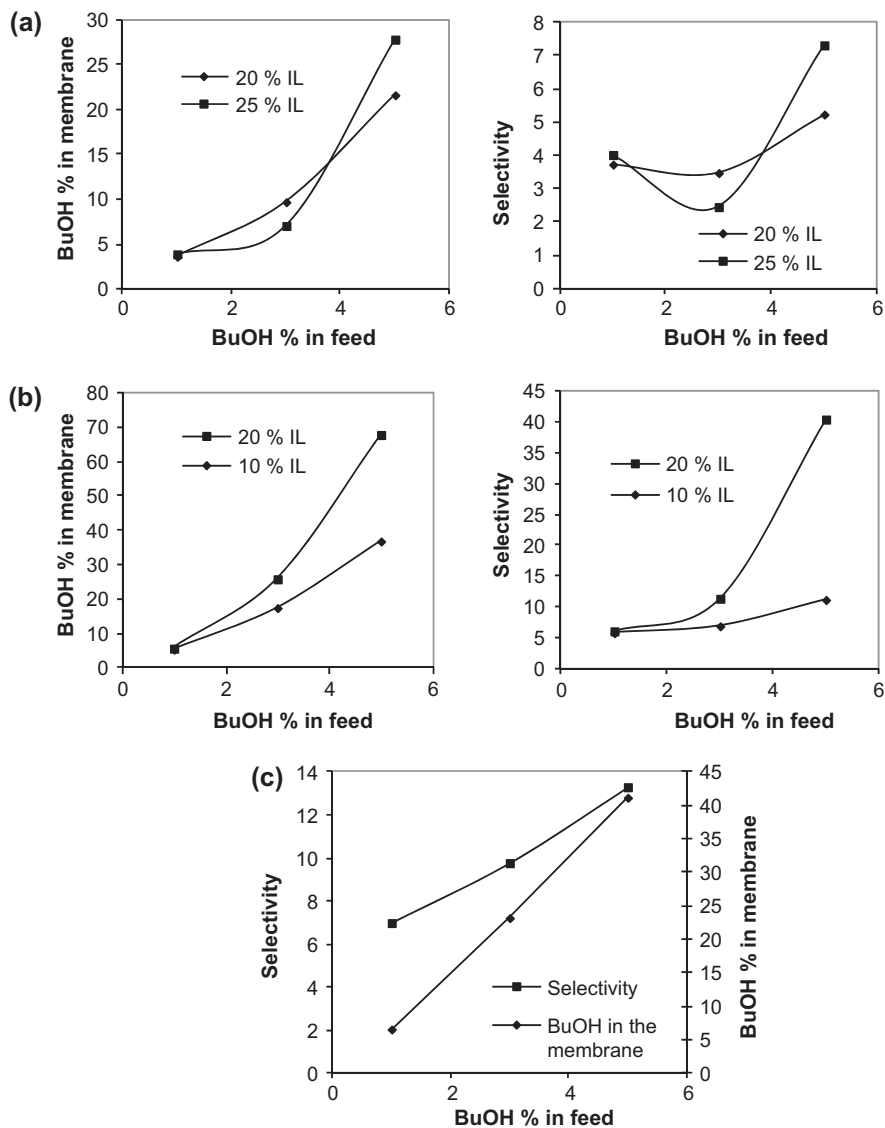 (a)
30
25
20
15
10
5
0
0 2 4 6
BuOH % in membrane
BuOH % in feed
20 % IL
25 % IL
8
7
6
5
4
3
2
1
0
0 2 4 6
Selectivity
BuOH % in feed
20 % IL
25 % IL
(b)
80
70
60
50
40
30
20
10
0
0 2 4 6
BuOH % in membrane
BuOH % in feed
20 % IL
10 % IL
45
40
35
30
25
20
15
10
5
0
0 2 4 6
Selectivity
BuOH % in feed
20 % IL
10 % IL
(c)
14
12
10
8
6
4
2
0
0 2 4 6
Selectivity
BuOH % in feed
Selectivity
BuOH in the
membrane
45
40
35
30
25
20
15
10
5
0
BuOH % in membrane